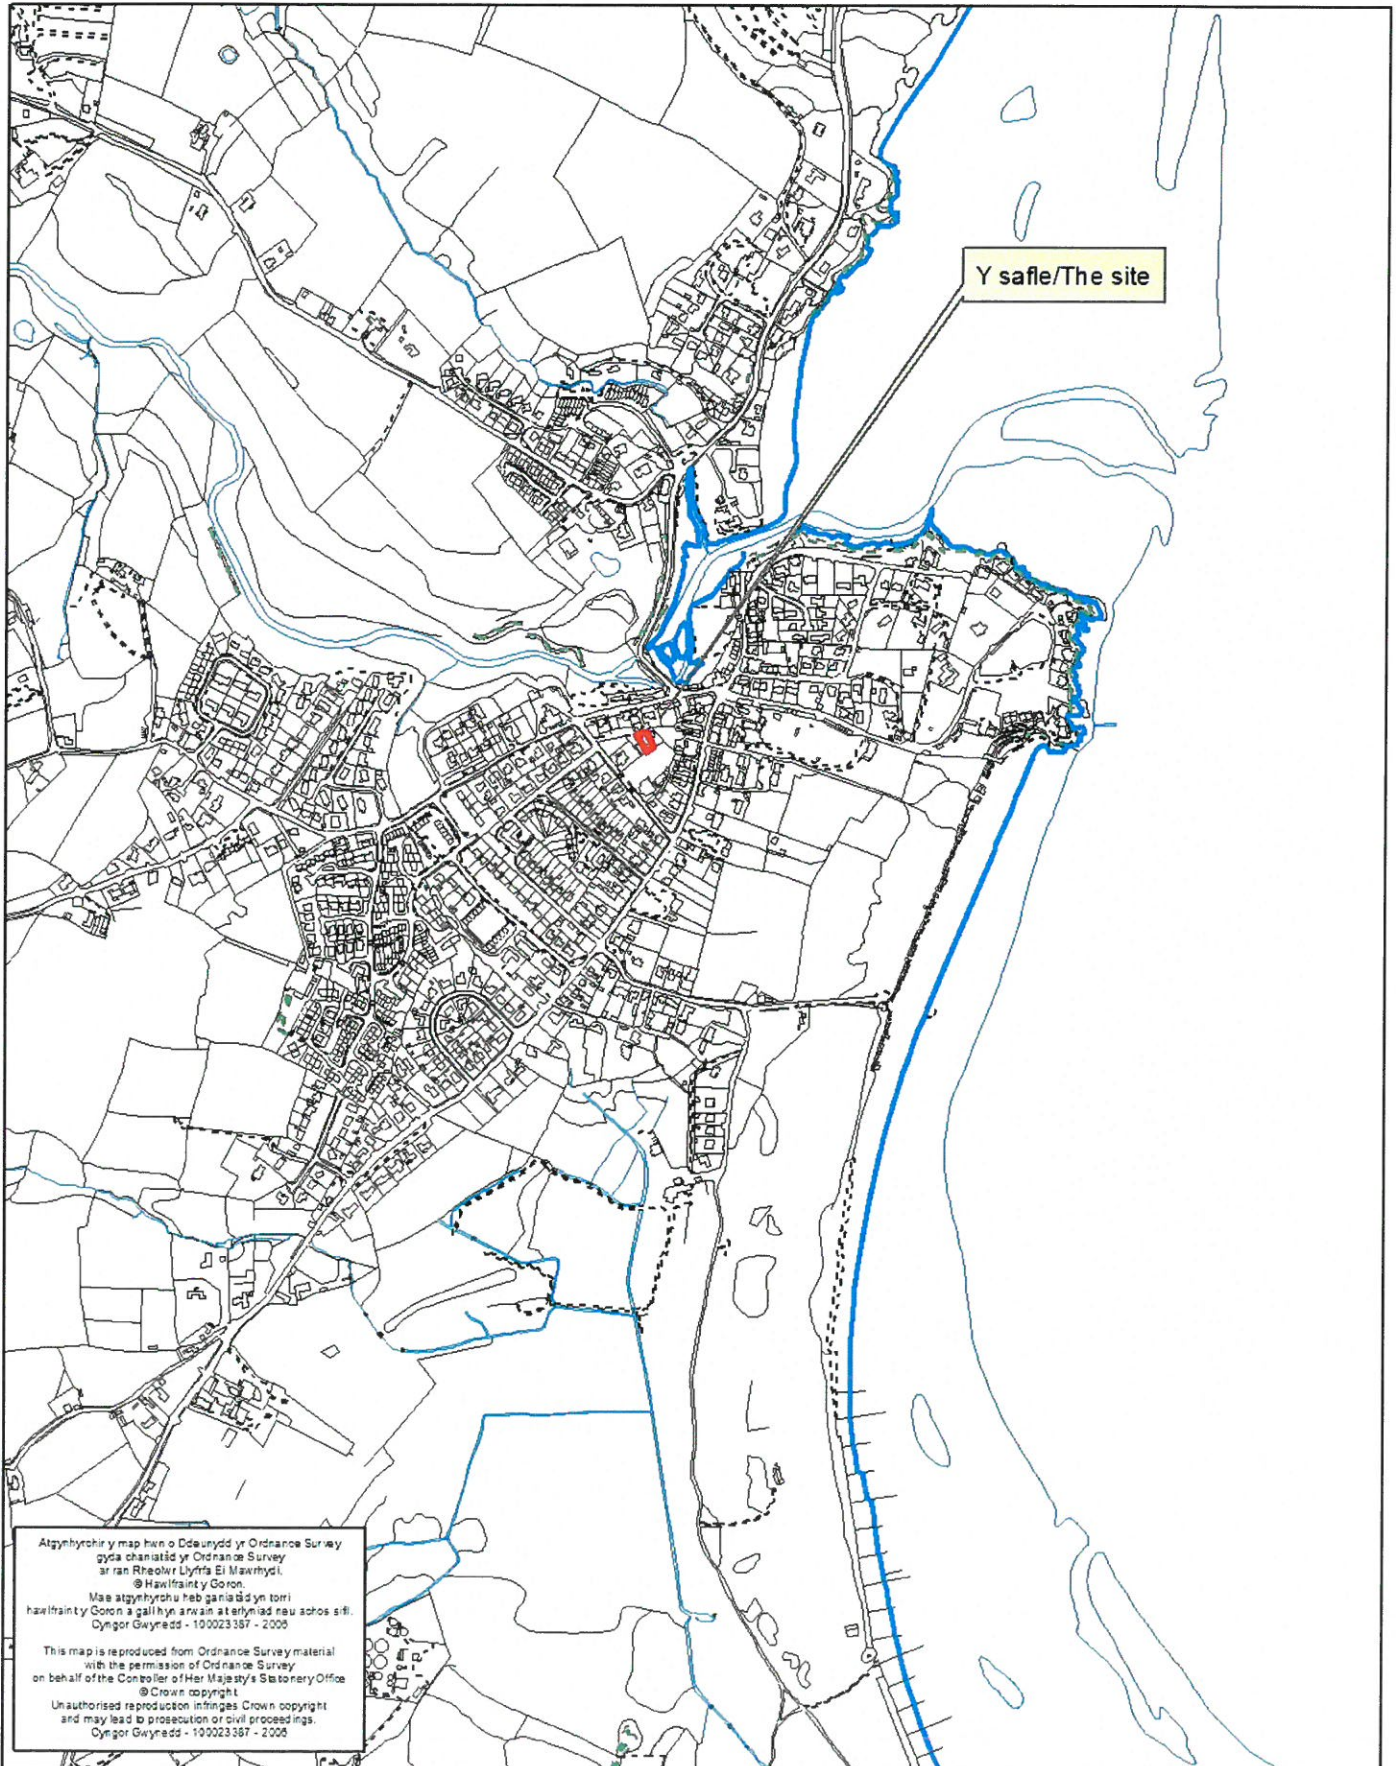 Y safle/The site
Atgynhyrchir y map hwn o Ddeunydd yr Ordnance Survey
gyda chaniatâd yr Ordnance Survey
ar ran Rheolwr Llyfrfa Ei Mawrhydi.
© Hawlfraint y Goron.
Mae atgynhyrchu heb ganiatâd yn torri
hawlfraint y Goron a gall hyn arwain at erlyniad neu achos sifil.
Cyngor Gwynedd - 100023387 - 2006
This map is reproduced from Ordnance Survey material
with the permission of Ordnance Survey
on behalf of the Controller of Her Majesty's Stationery Office
© Crown copyright
Unauthorised reproduction infringes Crown copyright
and may lead to prosecution or civil proceedings.
Cyngor Gwynedd - 100023387 - 2006